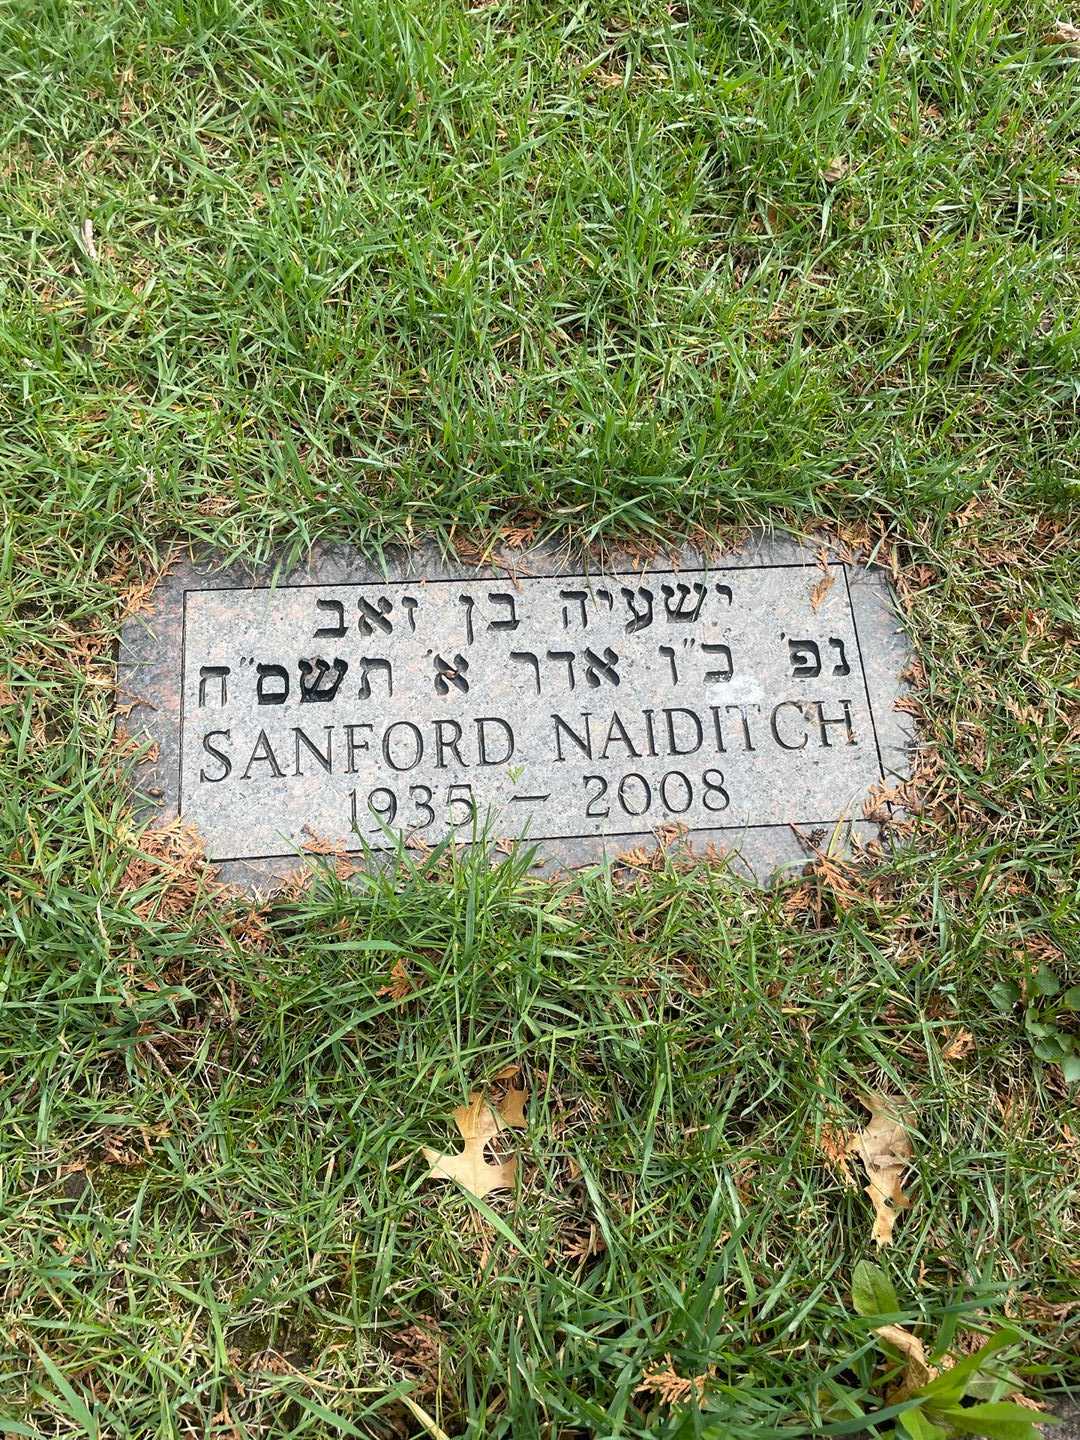 ישעיה בן זאב
נפ' כ"ו אדר א' תשס"ח
SANFORD NAIDITCH
1935 – 2008